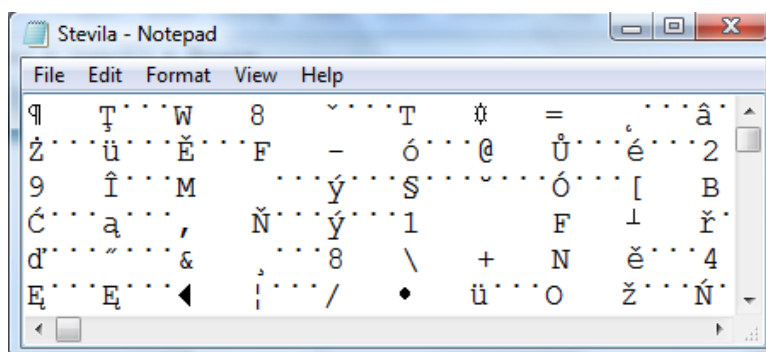 Stevila - Notepad
File Edit Format View Help
¶ Ţ˙˙˙W 8 ˇ˙˙˙T ¤ = ¸˙˙˙â˙
Ż˙˙˙ü˙˙˙Ě˙˙˙F – ó˙˙˙@ Ů˙˙˙é˙˙˙2
9 Î˙˙˙M ˙˙˙ý˙˙˙§˙˙˙˘˙˙˙Ó˙˙˙[ B
Ć˙˙˙ą˙˙˙, Ň˙˙˙ý˙˙˙1 F ┴ ř˙
ď˙˙˙˝˙˙˙& ¸˙˙˙8 \ + N ě˙˙˙4
Ę˙˙˙Ę˙˙˙◄ ¦˙˙˙/ • ü˙˙˙O ž˙˙˙Ń˙